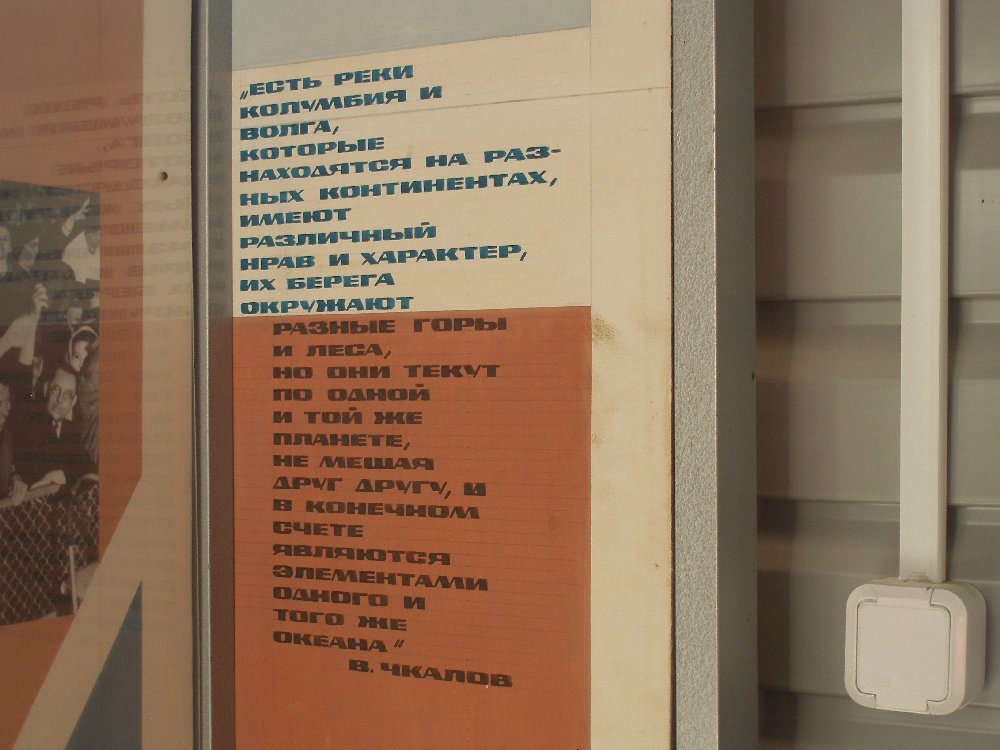 „ЕСТЬ РЕКИ
КОЛУМБИЯ И
ВОЛГА,
КОТОРЫЕ
НАХОДЯТСЯ НА РАЗ-
НЫХ КОНТИНЕНТАХ,
ИМЕЮТ
РАЗЛИЧНЫЙ
НРАВ И ХАРАКТЕР,
ИХ БЕРЕГА
ОКРУЖАЮТ
РАЗНЫЕ ГОРЫ
И ЛЕСА,
НО ОНИ ТЕКУТ
ПО ОДНОЙ
И ТОЙ ЖЕ
ПЛАНЕТЕ,
НЕ МЕШАЯ
ДРУГ ДРУГУ, И
В КОНЕЧНОМ
СЧЕТЕ
ЯВЛЯЮТСЯ
ЭЛЕМЕНТАМИ
ОДНОГО И
ТОГО ЖЕ
ОКЕАНА"
В. ЧКАЛОВ